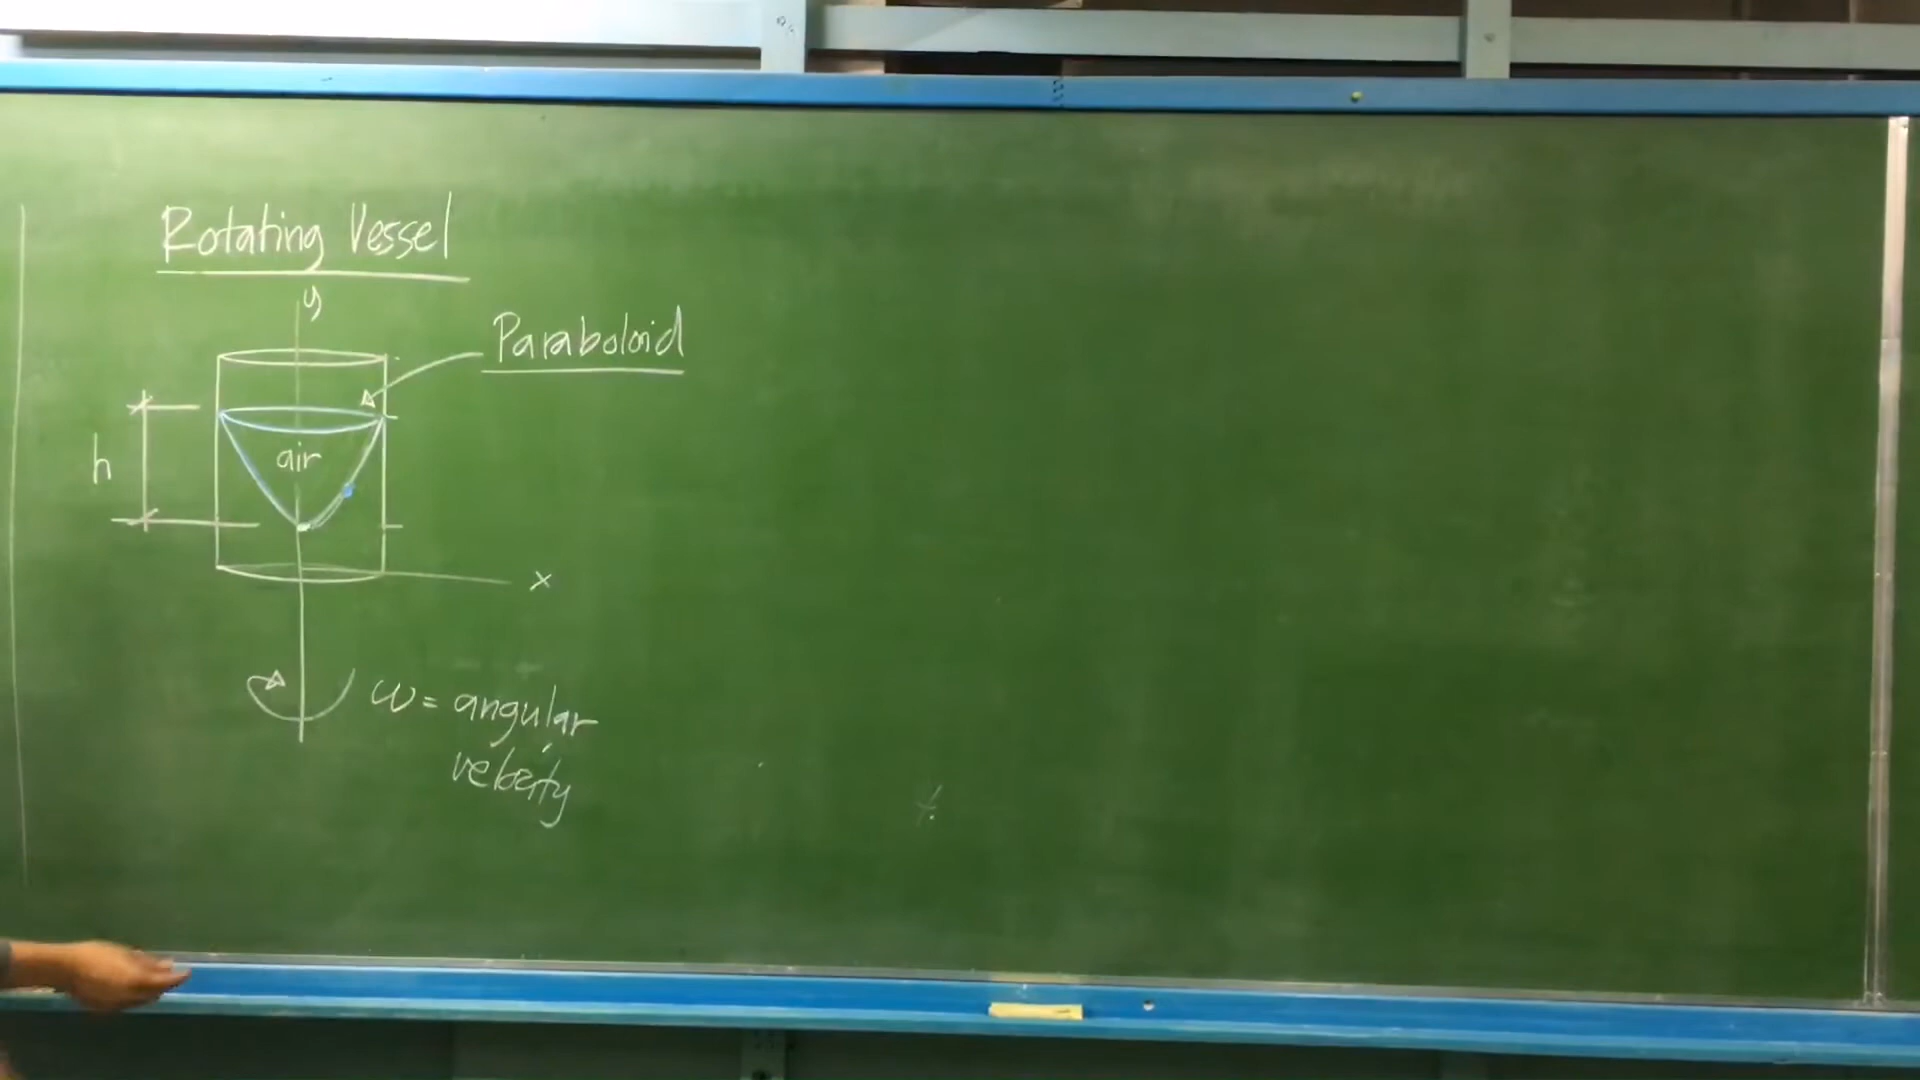 Rotating Vessel
y
Paraboloid
air
h
x
ω = angular
velocity